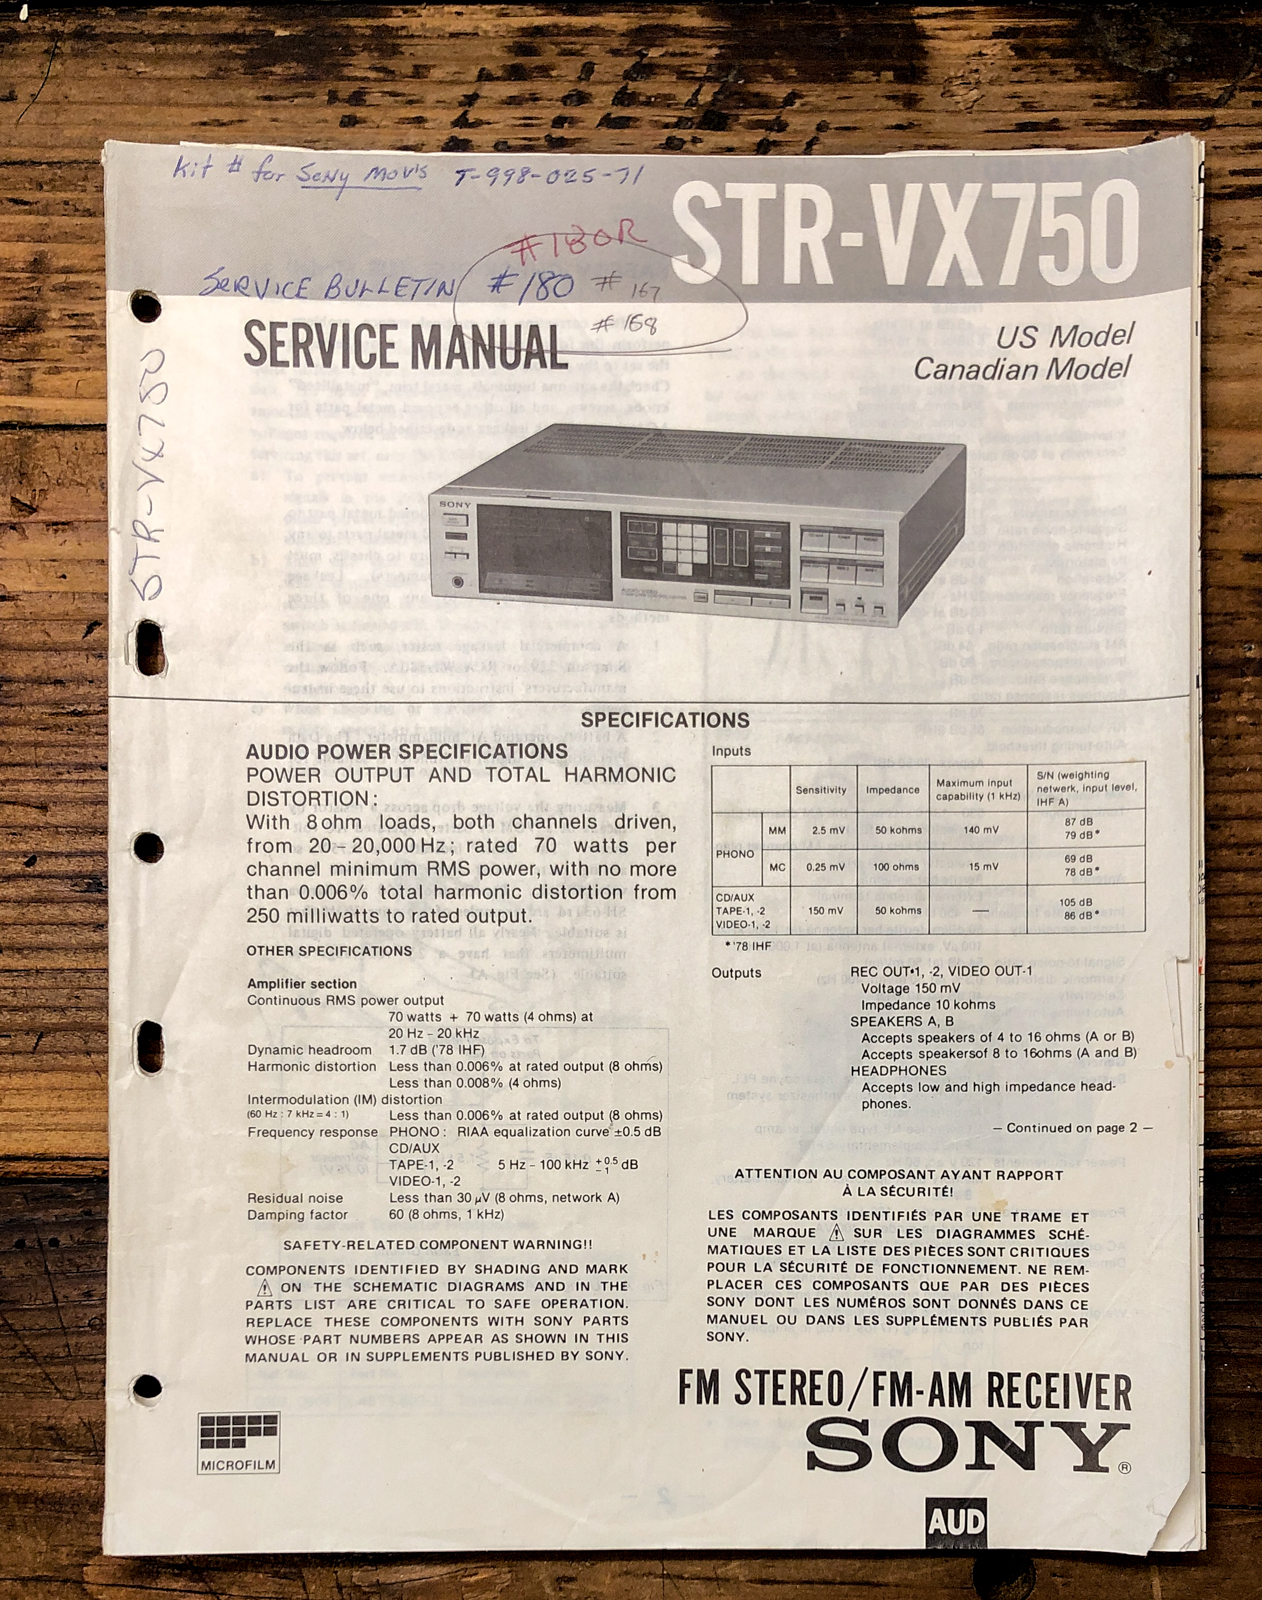 Kit # for Sony Mov's T-998-025-71
STR-VX750
#180R
SERVICE BULLETIN #180 #167
#168
SERVICE MANUAL
US Model
Canadian Model
STR-VX750
SONY
SPECIFICATIONS
AUDIO POWER SPECIFICATIONS
POWER OUTPUT AND TOTAL HARMONIC
DISTORTION:
With 8 ohm loads, both channels driven,
from 20-20,000 Hz; rated 70 watts per
channel minimum RMS power, with no more
than 0.006% total harmonic distortion from
250 milliwatts to rated output.
OTHER SPECIFICATIONS
Amplifier section
Continuous RMS power output
70 watts + 70 watts (4 ohms) at
20 Hz - 20 kHz
Dynamic headroom 1.7 dB ('78 IHF)
Harmonic distortion Less than 0.006% at rated output (8 ohms)
Less than 0.008% (4 ohms)
Intermodulation (IM) distortion
(60 Hz : 7 kHz = 4 : 1) Less than 0.006% at rated output (8 ohms)
Frequency response PHONO: RIAA equalization curve ±0.5 dB
CD/AUX
TAPE-1, -2 5 Hz - 100 kHz +0.5 -1 dB
VIDEO-1, -2
Residual noise Less than 30 µV (8 ohms, network A)
Damping factor 60 (8 ohms, 1 kHz)
SAFETY-RELATED COMPONENT WARNING!!
COMPONENTS IDENTIFIED BY SHADING AND MARK
⚠ ON THE SCHEMATIC DIAGRAMS AND IN THE
PARTS LIST ARE CRITICAL TO SAFE OPERATION.
REPLACE THESE COMPONENTS WITH SONY PARTS
WHOSE PART NUMBERS APPEAR AS SHOWN IN THIS
MANUAL OR IN SUPPLEMENTS PUBLISHED BY SONY.
MICROFILM
Inputs
Sensitivity Impedance Maximum input capability (1 kHz) S/N (weighting netwerk, input level, IHF A)
PHONO MM 2.5 mV 50 kohms 140 mV 87 dB 79 dB*
MC 0.25 mV 100 ohms 15 mV 69 dB 78 dB*
CD/AUX TAPE-1, -2 VIDEO-1, -2 150 mV 50 kohms — 105 dB 86 dB*
*'78 IHF
Outputs REC OUT•1, -2, VIDEO OUT-1
Voltage 150 mV
Impedance 10 kohms
SPEAKERS A, B
Accepts speakers of 4 to 16 ohms (A or B)
Accepts speakersof 8 to 16ohms (A and B)
HEADPHONES
Accepts low and high impedance head-
phones.
— Continued on page 2 —
ATTENTION AU COMPOSANT AYANT RAPPORT
À LA SÉCURITÉ!
LES COMPOSANTS IDENTIFIÉS PAR UNE TRAME ET
UNE MARQUE ⚠ SUR LES DIAGRAMMES SCHÉ-
MATIQUES ET LA LISTE DES PIÈCES SONT CRITIQUES
POUR LA SÉCURITÉ DE FONCTIONNEMENT. NE REM-
PLACER CES COMPOSANTS QUE PAR DES PIÈCES
SONY DONT LES NUMÉROS SONT DONNÉS DANS CE
MANUEL OU DANS LES SUPPLÉMENTS PUBLIÉS PAR
SONY.
FM STEREO/FM-AM RECEIVER
SONY®
AUD